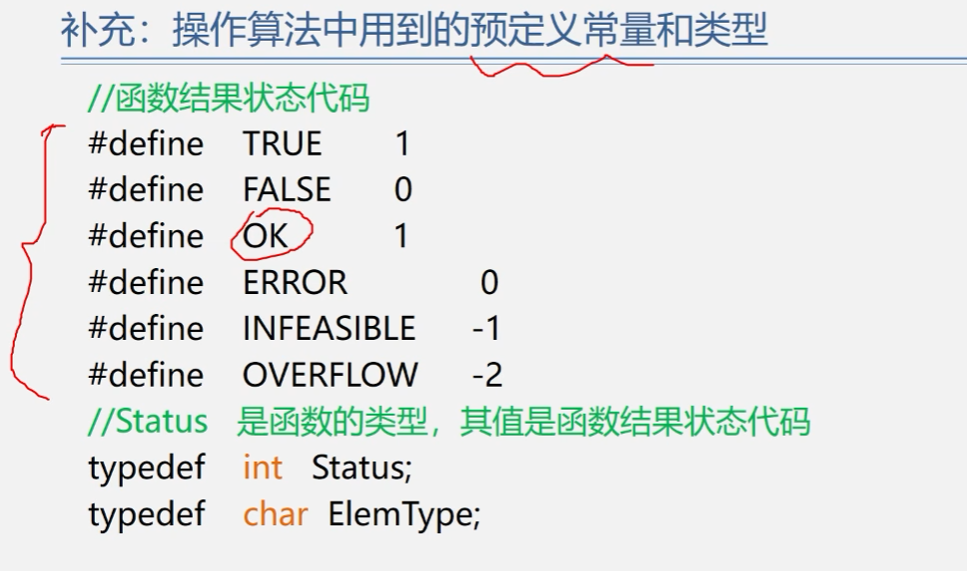 补充：操作算法中用到的预定义常量和类型
//函数结果状态代码
#define TRUE 1
#define FALSE 0
#define OK 1
#define ERROR 0
#define INFEASIBLE -1
#define OVERFLOW -2
//Status 是函数的类型，其值是函数结果状态代码
typedef int Status;
typedef char ElemType;